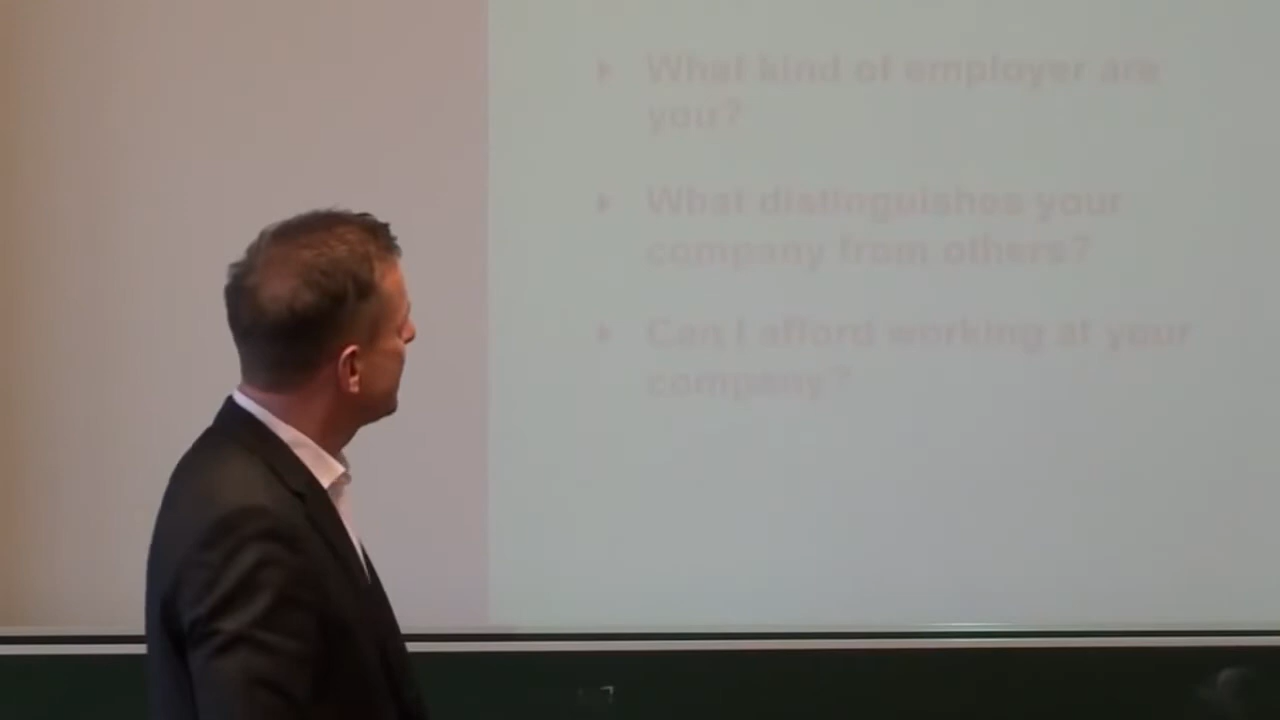 What kind of employer are
you?
What distinguishes your
company from others?
Can I afford working at your
company?